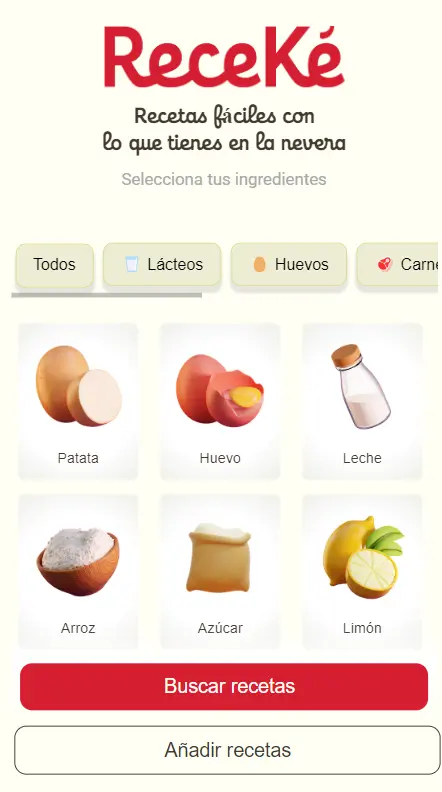 ReceKé
Recetas fáciles con
lo que tienes en la nevera
Selecciona tus ingredientes
Todos
Lácteos
Huevos
Carne
Patata
Huevo
Leche
Arroz
Azúcar
Limón
Buscar recetas
Añadir recetas